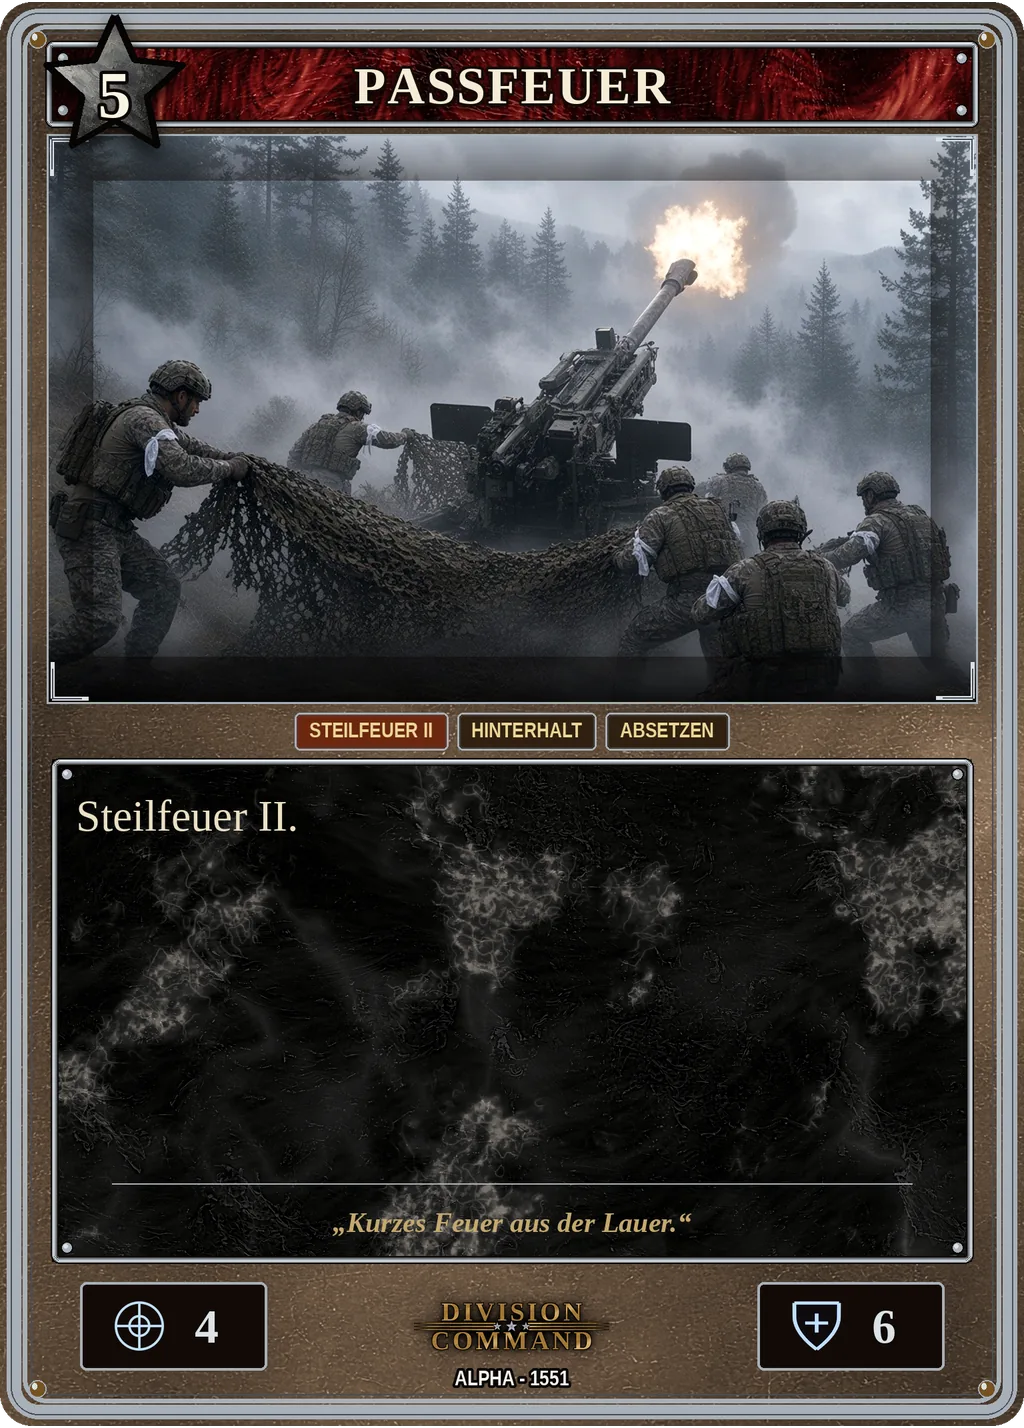 5
PASSFEUER
STEILFEUER II
HINTERHALT
ABSETZEN
Steilfeuer II.
„Kurzes Feuer aus der Lauer.“
4
DIVISION
COMMAND
6
ALPHA - 1551